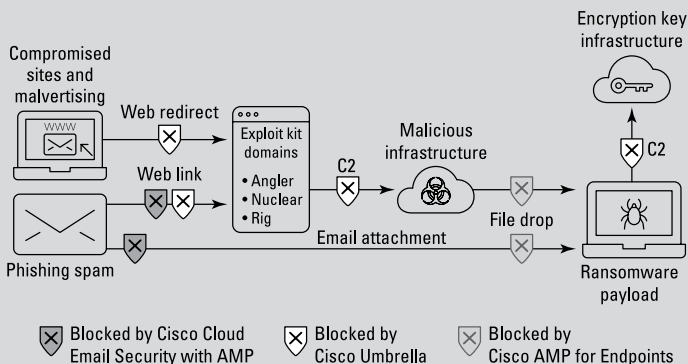 Encryption key
infrastructure
Compromised
sites and
malvertising
WWW
Web redirect
Exploit kit
domains
• Angler
• Nuclear
• Rig
Web link
C2
Malicious
infrastructure
C2
File drop
Email attachment
Phishing spam
Ransomware
payload
Blocked by Cisco Cloud
Email Security with AMP
Blocked by
Cisco Umbrella
Blocked by
Cisco AMP for Endpoints